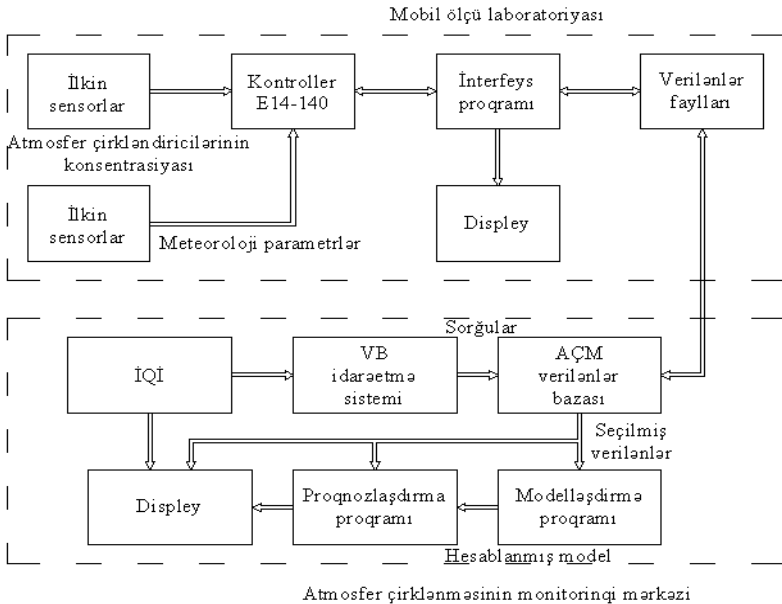 Mobil ölçü laboratoriyası
İlkin
sensorlar
Kontroller
E14-140
İnterfeys
proqramı
Verilənlər
faylları
Atmosfer çirkləndiricilərinin
konsentrasiyası
İlkin
sensorlar
Meteoroloji parametrlər
Displey
Sorğular
İQİ
VB
idarəetmə
sistemi
AÇM
verilənlər
bazası
Seçilmiş
verilənlər
Displey
Proqnozlaşdırma
proqramı
Modelləşdirmə
proqramı
Hesablanmış model
Atmosfer çirklənməsinin monitorinqi mərkəzi